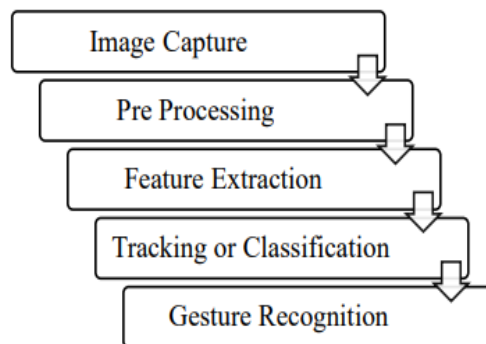 Image Capture
Pre Processing
Feature Extraction
Tracking or Classification
Gesture Recognition